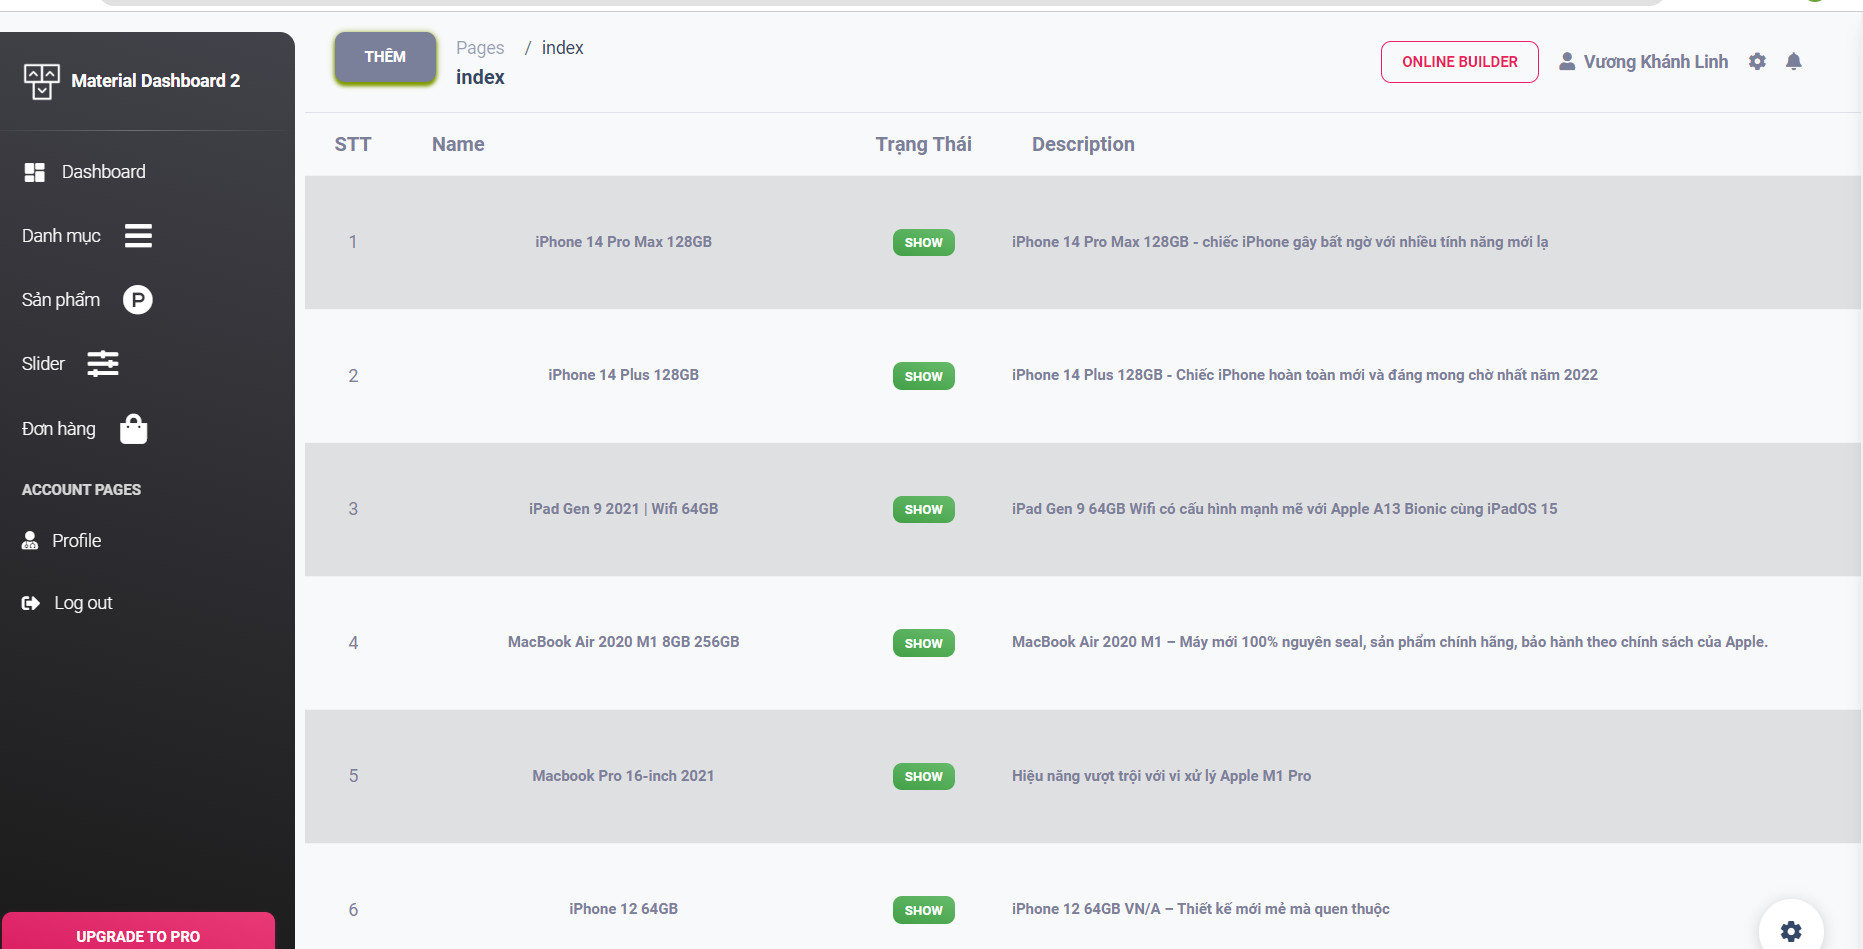 Material Dashboard 2
Dashboard
Danh mục
Sản phẩm
P
Slider
Đơn hàng
ACCOUNT PAGES
Profile
Log out
UPGRADE TO PRO
THÊM
Pages / index
index
ONLINE BUILDER
Vương Khánh Linh
STT Name Trạng Thái Description
1 iPhone 14 Pro Max 128GB SHOW iPhone 14 Pro Max 128GB - chiếc iPhone gây bất ngờ với nhiều tính năng mới lạ
2 iPhone 14 Plus 128GB SHOW iPhone 14 Plus 128GB - Chiếc iPhone hoàn toàn mới và đáng mong chờ nhất năm 2022
3 iPad Gen 9 2021 | Wifi 64GB SHOW iPad Gen 9 64GB Wifi có cấu hình mạnh mẽ với Apple A13 Bionic cùng iPadOS 15
4 MacBook Air 2020 M1 8GB 256GB SHOW MacBook Air 2020 M1 – Máy mới 100% nguyên seal, sản phẩm chính hãng, bảo hành theo chính sách của Apple.
5 Macbook Pro 16-inch 2021 SHOW Hiệu năng vượt trội với vi xử lý Apple M1 Pro
6 iPhone 12 64GB SHOW iPhone 12 64GB VN/A – Thiết kế mới mẻ mà quen thuộc